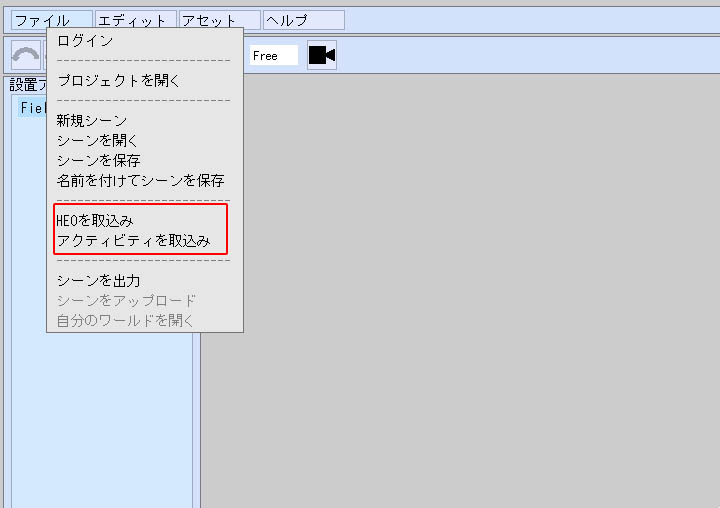 ファイル エディット アセット ヘルプ
Free
設置ア
Fiel
ログイン
プロジェクトを開く
新規シーン
シーンを開く
シーンを保存
名前を付けてシーンを保存
HEOを取込み
アクティビティを取込み
シーンを出力
シーンをアップロード
自分のワールドを開く